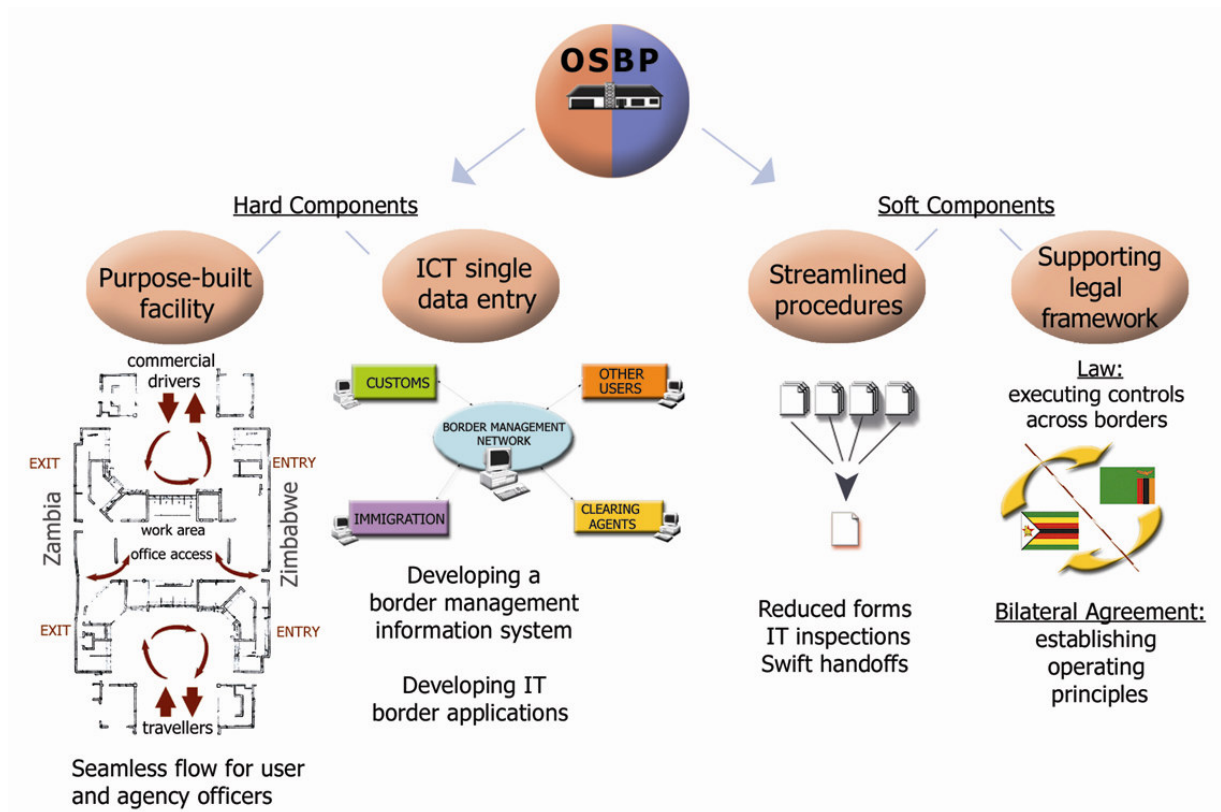 OSBP
Hard Components
Purpose-built
facility
ICT single
data entry
commercial
drivers
EXIT
ENTRY
Zambia
Zimbabwe
work area
office access
EXIT
ENTRY
travellers
Seamless flow for user
and agency officers
CUSTOMS
OTHER
USERS
BORDER MANAGEMENT
NETWORK
IMMIGRATION
CLEARING
AGENTS
Developing a
border management
information system
Developing IT
border applications
Soft Components
Streamlined
procedures
Supporting
legal
framework
Reduced forms
IT inspections
Swift handoffs
Law:
executing controls
across borders
Bilateral Agreement:
establishing
operating
principles